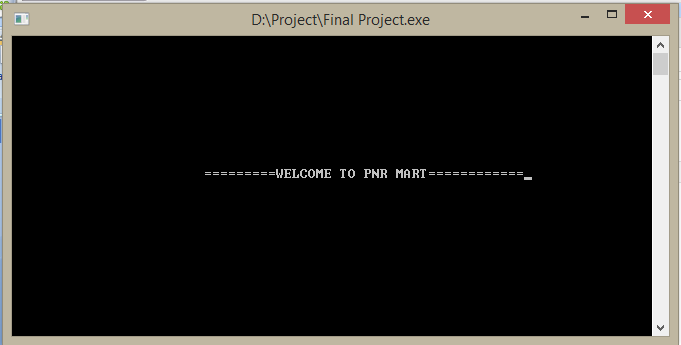 D:\Project\Final Project.exe
=========WELCOME TO PNR MART============_